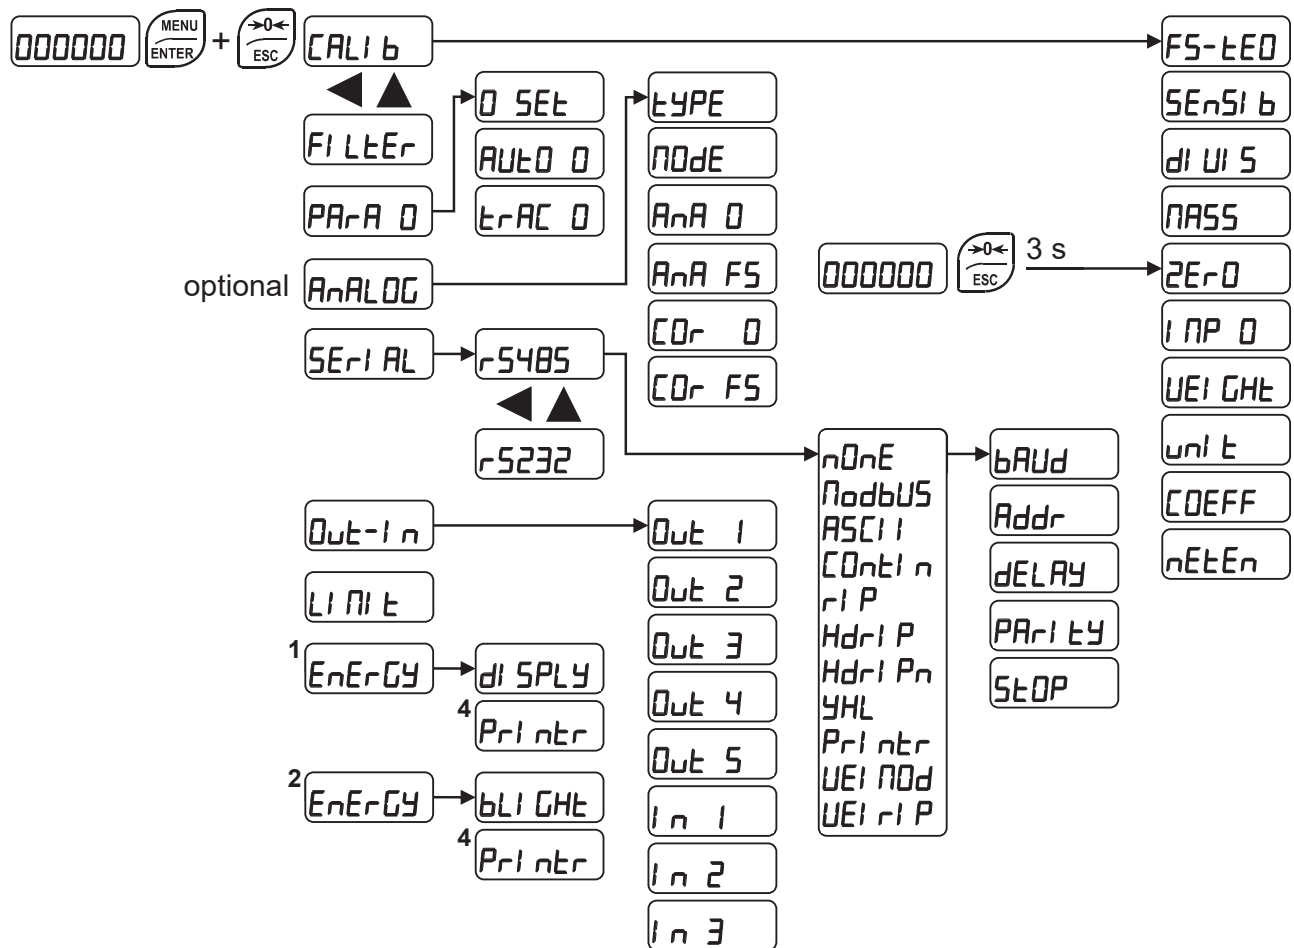 000000
MENU
ENTER
+
→0←
ESC
CALIb
FILtEr
PArA 0
optional
AnALOG
SErIAL
Out-In
LIMIt
1
EnErGY
2
EnErGY
0 SEt
AUtO 0
trAC 0
rS485
rS232
dISPLY
4
PrIntr
bLIGHt
4
PrIntr
tYPE
MOdE
AnA 0
AnA FS
COr 0
COr FS
Out 1
Out 2
Out 3
Out 4
Out 5
In 1
In 2
In 3
000000
→0←
ESC
3 s
nOnE
ModbUS
ASCII
COntIn
rIP
HdrIP
HdrIPn
YHL
PrIntr
UEIMOd
UEIrIP
bAUd
Addr
dELAY
PArItY
StOP
FS-tEO
SEnSIb
dIUIS
MASS
ZErO
IMP 0
UEIGHt
unIt
COEFF
nEtEn